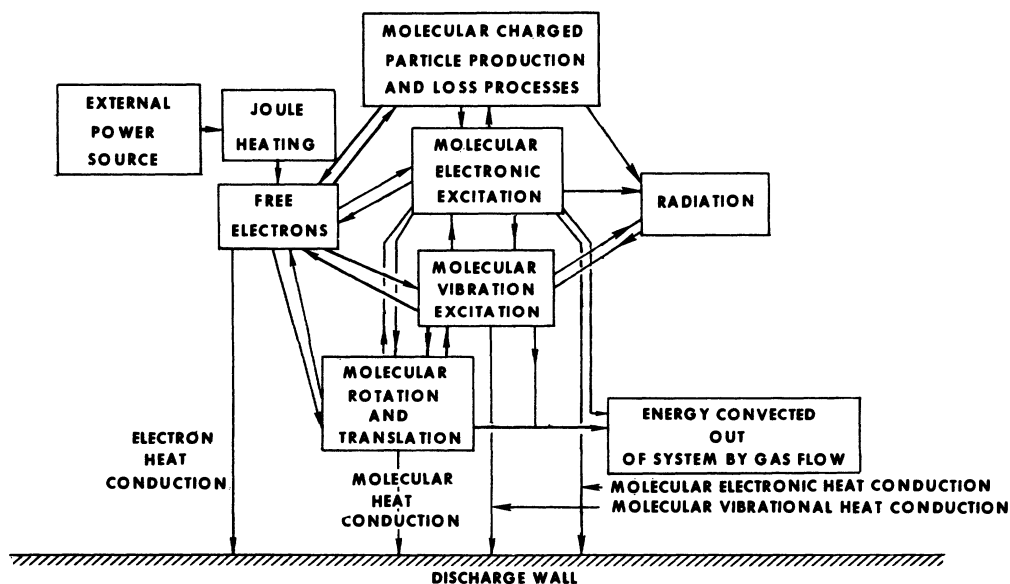 MOLECULAR CHARGED
PARTICLE PRODUCTION
AND LOSS PROCESSES
EXTERNAL
POWER
SOURCE
JOULE
HEATING
MOLECULAR
ELECTRONIC
EXCITATION
FREE
ELECTRONS
RADIATION
MOLECULAR
VIBRATION
EXCITATION
MOLECULAR
ROTATION
AND
TRANSLATION
ENERGY CONVECTED
OUT
OF SYSTEM BY GAS FLOW
ELECTRON
HEAT
CONDUCTION
MOLECULAR
HEAT
CONDUCTION
MOLECULAR ELECTRONIC HEAT CONDUCTION
MOLECULAR VIBRATIONAL HEAT CONDUCTION
DISCHARGE WALL